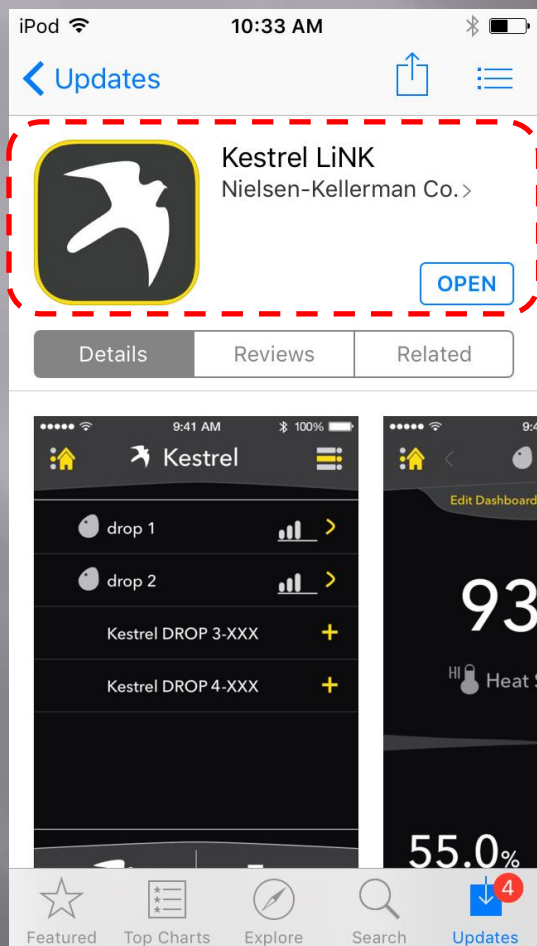 iPod 10:33 AM
Updates
Kestrel LiNK
Nielsen-Kellerman Co. >
OPEN
Details Reviews Related
9:41 AM 100%
Kestrel
drop 1
drop 2
Kestrel DROP 3-XXX
Kestrel DROP 4-XXX
9:4
Edit Dashboard
93
HI Heat
55.0%
4
Featured Top Charts Explore Search Updates